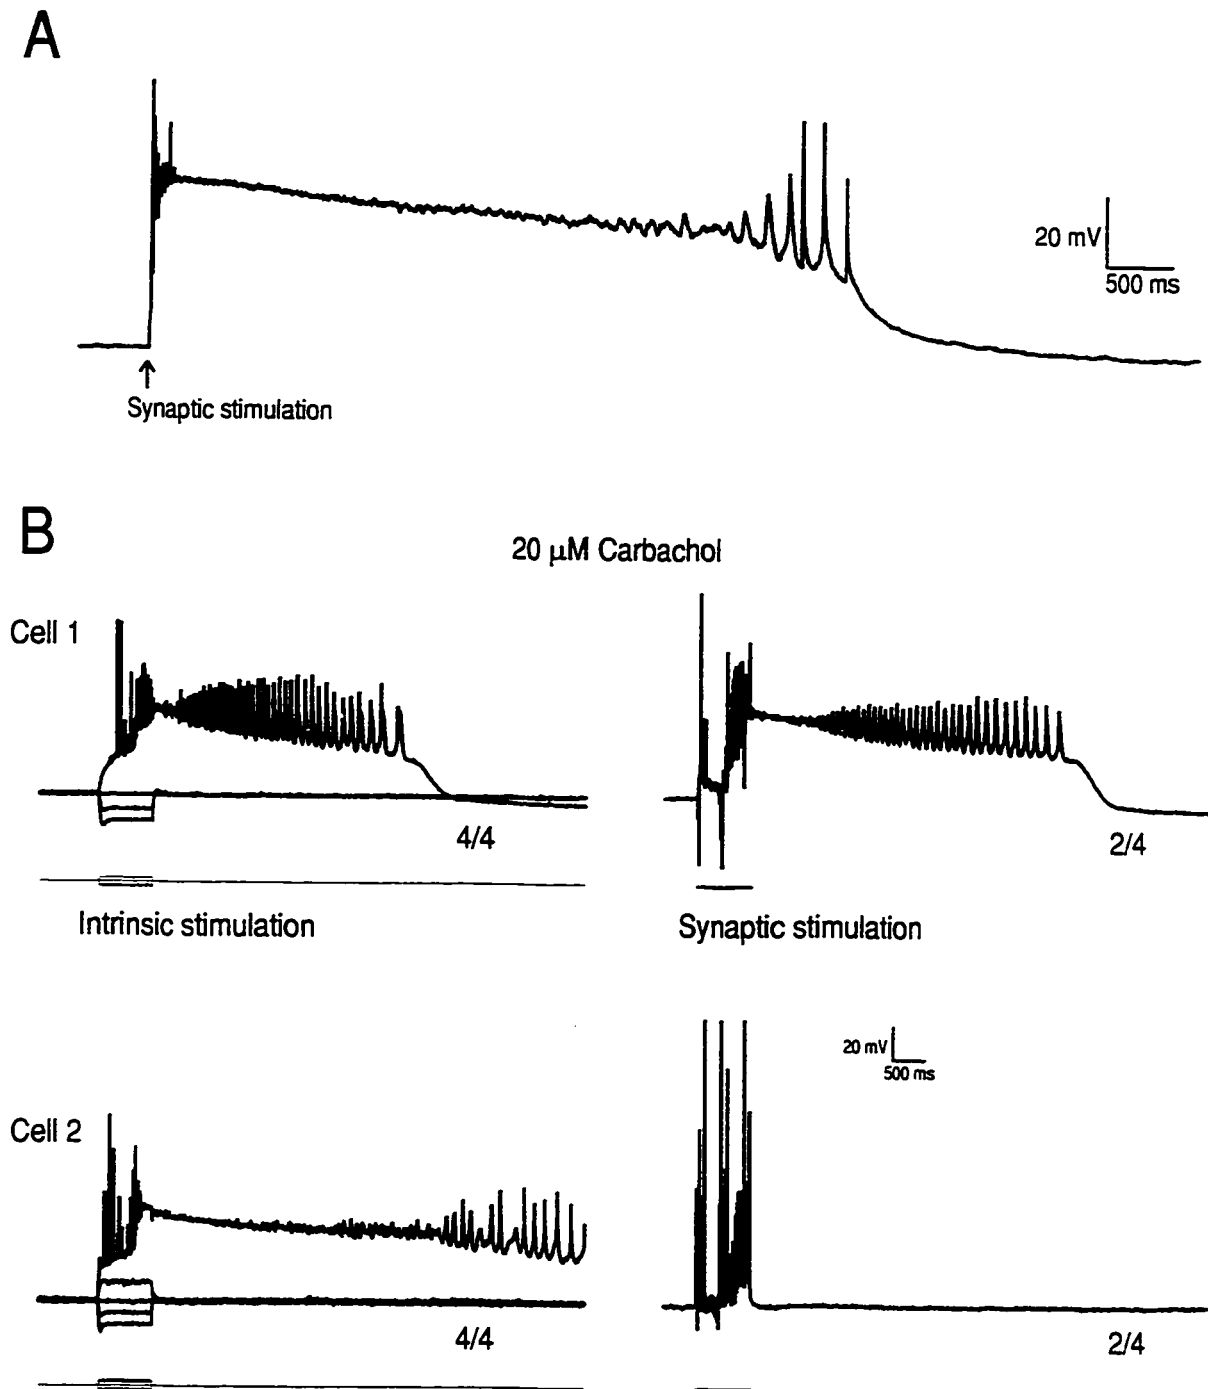 A
20 mV
500 ms
Synaptic stimulation
B
20 μM Carbachol
Cell 1
4/4
2/4
Intrinsic stimulation
Synaptic stimulation
20 mV
500 ms
Cell 2
4/4
2/4